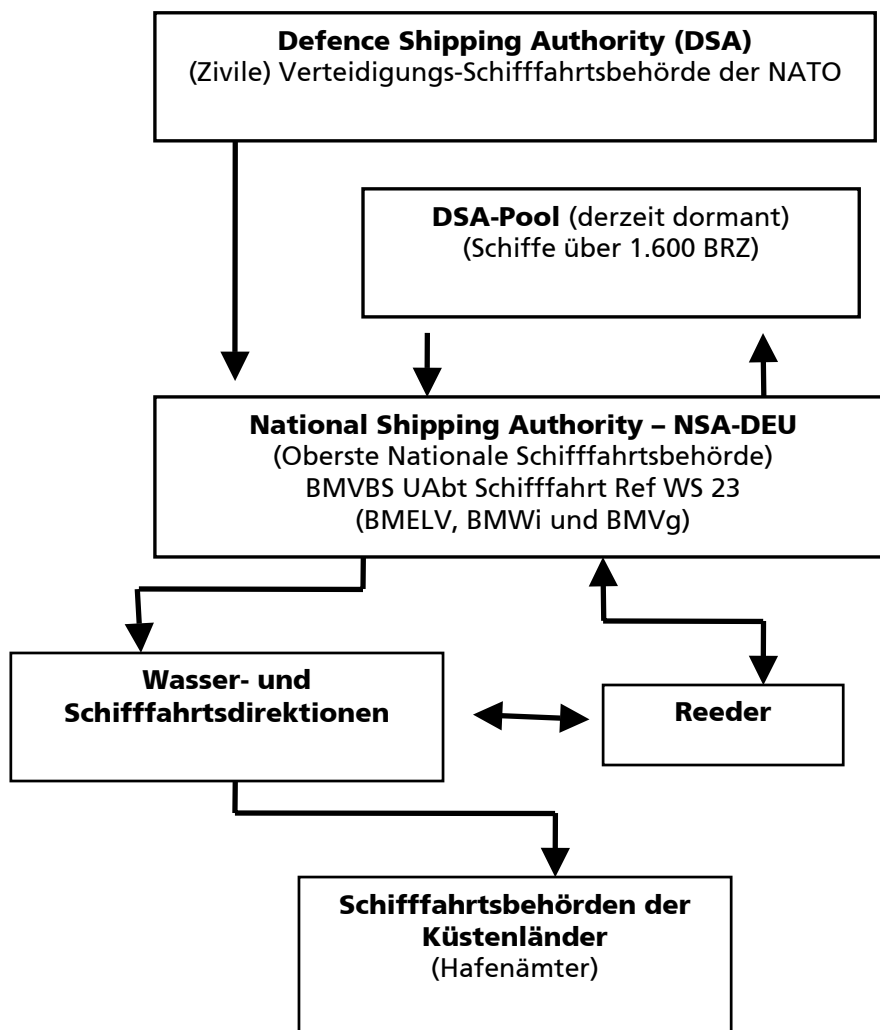 Defence Shipping Authority (DSA)
(Zivile) Verteidigungs-Schifffahrtsbehörde der NATO
DSA-Pool (derzeit dormant)
(Schiffe über 1.600 BRZ)
National Shipping Authority – NSA-DEU
(Oberste Nationale Schifffahrtsbehörde)
BMVBS UAbt Schifffahrt Ref WS 23
(BMELV, BMWi und BMVg)
Wasser- und
Schifffahrtsdirektionen
Reeder
Schifffahrtsbehörden der
Küstenländer
(Hafenämter)